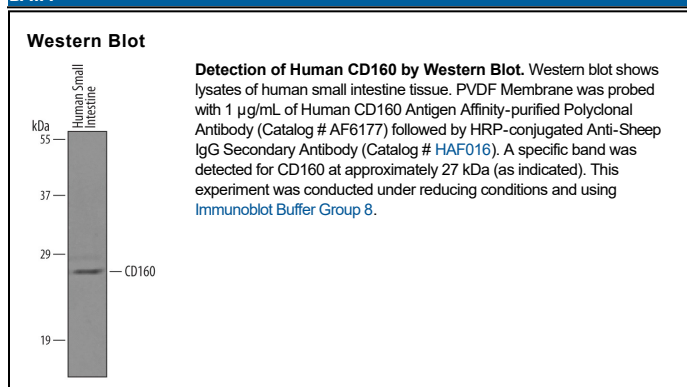 Western Blot
Human Small
Intestine
kDa
55
37
29
19
CD160
Detection of Human CD160 by Western Blot. Western blot shows
lysates of human small intestine tissue. PVDF Membrane was probed
with 1 µg/mL of Human CD160 Antigen Affinity-purified Polyclonal
Antibody (Catalog # AF6177) followed by HRP-conjugated Anti-Sheep
IgG Secondary Antibody (Catalog # HAF016). A specific band was
detected for CD160 at approximately 27 kDa (as indicated). This
experiment was conducted under reducing conditions and using
Immunoblot Buffer Group 8.